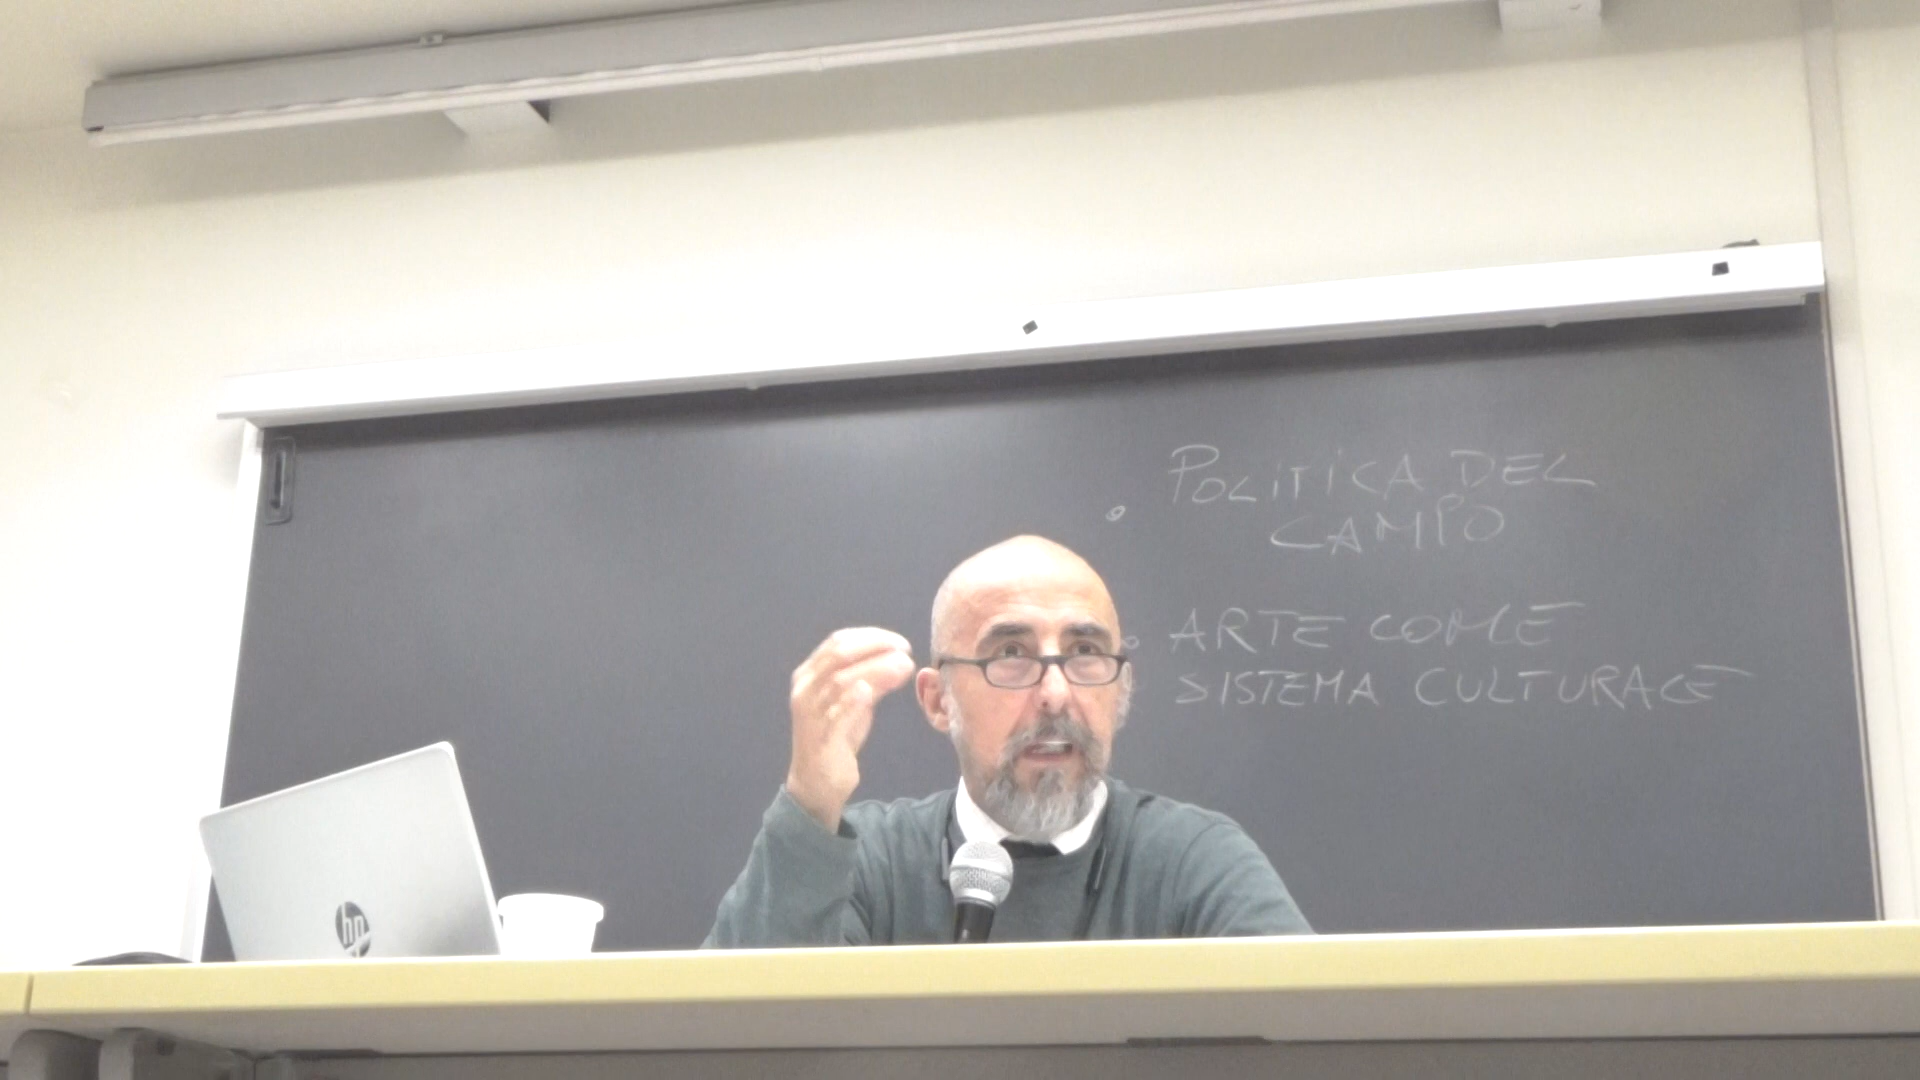 POLITICA DEL
CAMPO
ARTE COME
SISTEMA CULTURALE
hp